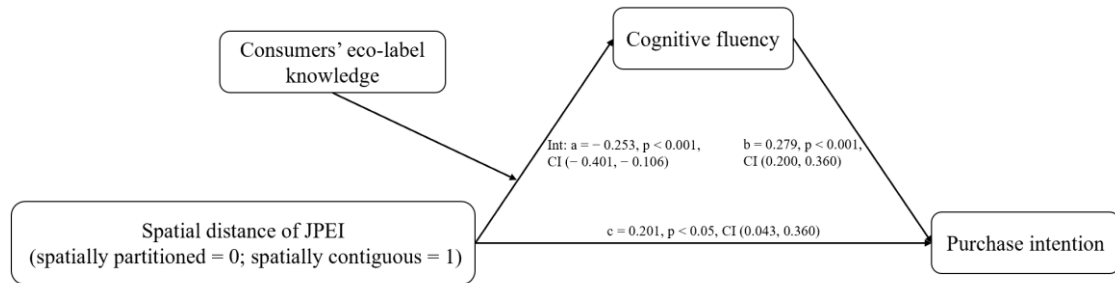 Cognitive fluency
Consumers’ eco-label
knowledge
Int: a = − 0.253, p < 0.001,
CI (− 0.401, − 0.106)
b = 0.279, p < 0.001,
CI (0.200, 0.360)
Spatial distance of JPEI
(spatially partitioned = 0; spatially contiguous = 1)
c = 0.201, p < 0.05, CI (0.043, 0.360)
Purchase intention